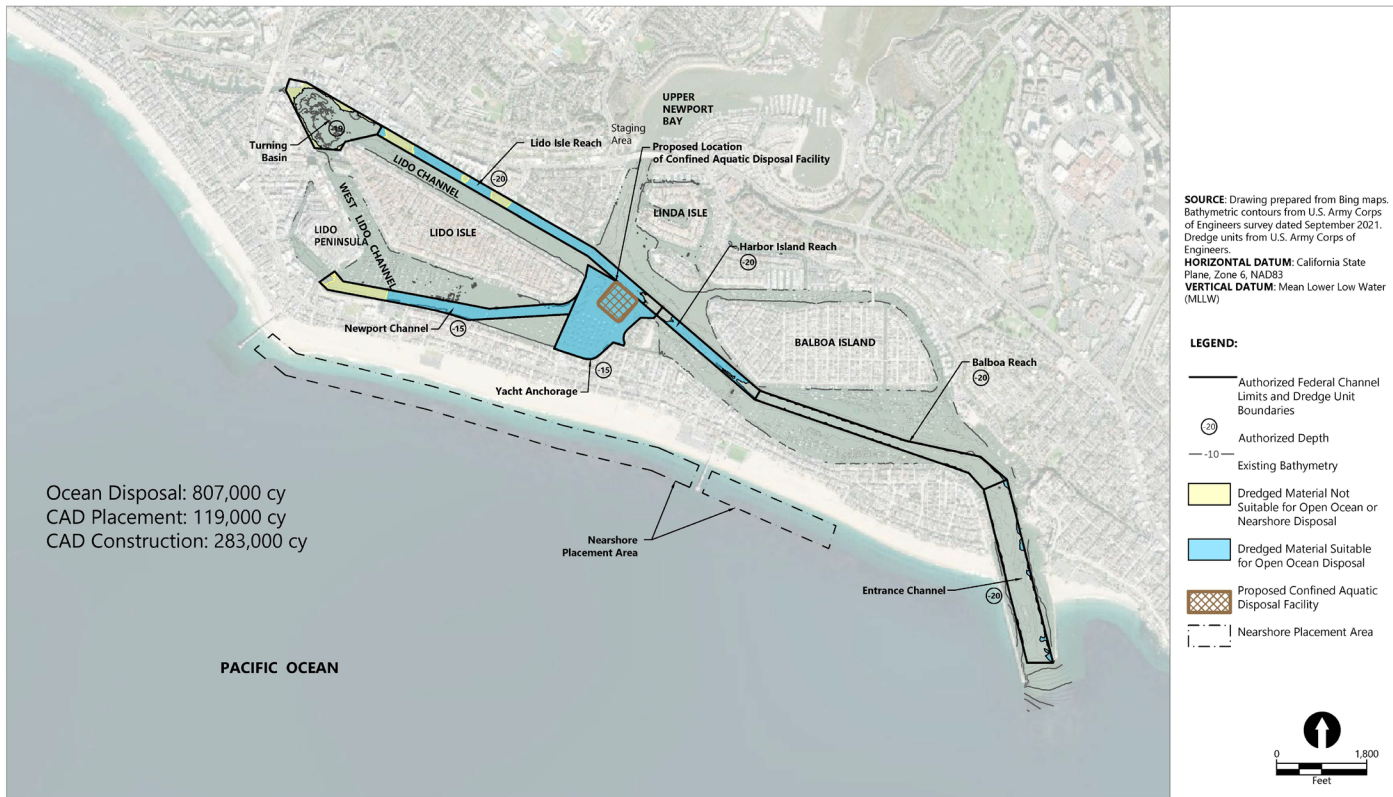 UPPER
NEWPORT
BAY
Staging
Area
Lido Isle Reach
-20
Proposed Location
of Confined Aquatic Disposal Facility
Turning
Basin
LIDO CHANNEL
WEST LIDO CHANNEL
LIDO
PENINSULA
LIDO ISLE
LINDA ISLE
Harbor Island Reach
-20
Newport Channel
-15
BALBOA ISLAND
Balboa Reach
-20
Yacht Anchorage
-15
Ocean Disposal: 807,000 cy
CAD Placement: 119,000 cy
CAD Construction: 283,000 cy
Nearshore
Placement Area
Entrance Channel
-20
PACIFIC OCEAN
SOURCE: Drawing prepared from Bing maps.
Bathymetric contours from U.S. Army Corps
of Engineers survey dated September 2021.
Dredge units from U.S. Army Corps of
Engineers.
HORIZONTAL DATUM: California State
Plane, Zone 6, NAD83
VERTICAL DATUM: Mean Lower Low Water
(MLLW)
LEGEND:
Authorized Federal Channel
Limits and Dredge Unit
Boundaries
-20
Authorized Depth
-10
Existing Bathymetry
Dredged Material Not
Suitable for Open Ocean or
Nearshore Disposal
Dredged Material Suitable
for Open Ocean Disposal
Proposed Confined Aquatic
Disposal Facility
Nearshore Placement Area
0 1,800
Feet